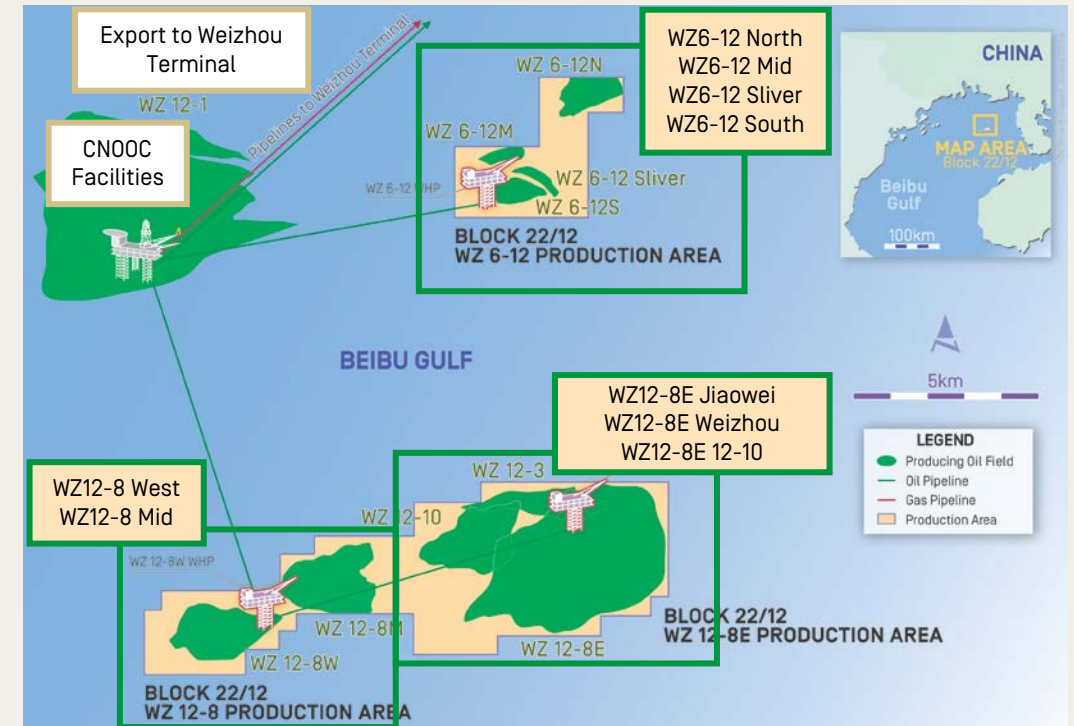 Export to Weizhou
Terminal
WZ 12-1
CNOOC
Facilities
Pipelines to Weizhou Terminal
WZ 6-12N
WZ 6-12M
WZ 6-12 WHP
WZ 6-12 Sliver
WZ 6-12S
BLOCK 22/12
WZ 6-12 PRODUCTION AREA
WZ6-12 North
WZ6-12 Mid
WZ6-12 Sliver
WZ6-12 South
CHINA
MAP AREA
Block 22/12
Beibu
Gulf
100km
BEIBU GULF
5km
LEGEND
Producing Oil Field
Oil Pipeline
Gas Pipeline
Production Area
WZ12-8E Jiaowei
WZ12-8E Weizhou
WZ12-8E 12-10
WZ12-8 West
WZ12-8 Mid
WZ 12-3
WZ 12-10
WZ 12-8W WHP
WZ 12-8M
WZ 12-8W
WZ 12-8E
BLOCK 22/12
WZ 12-8E PRODUCTION AREA
BLOCK 22/12
WZ 12-8 PRODUCTION AREA